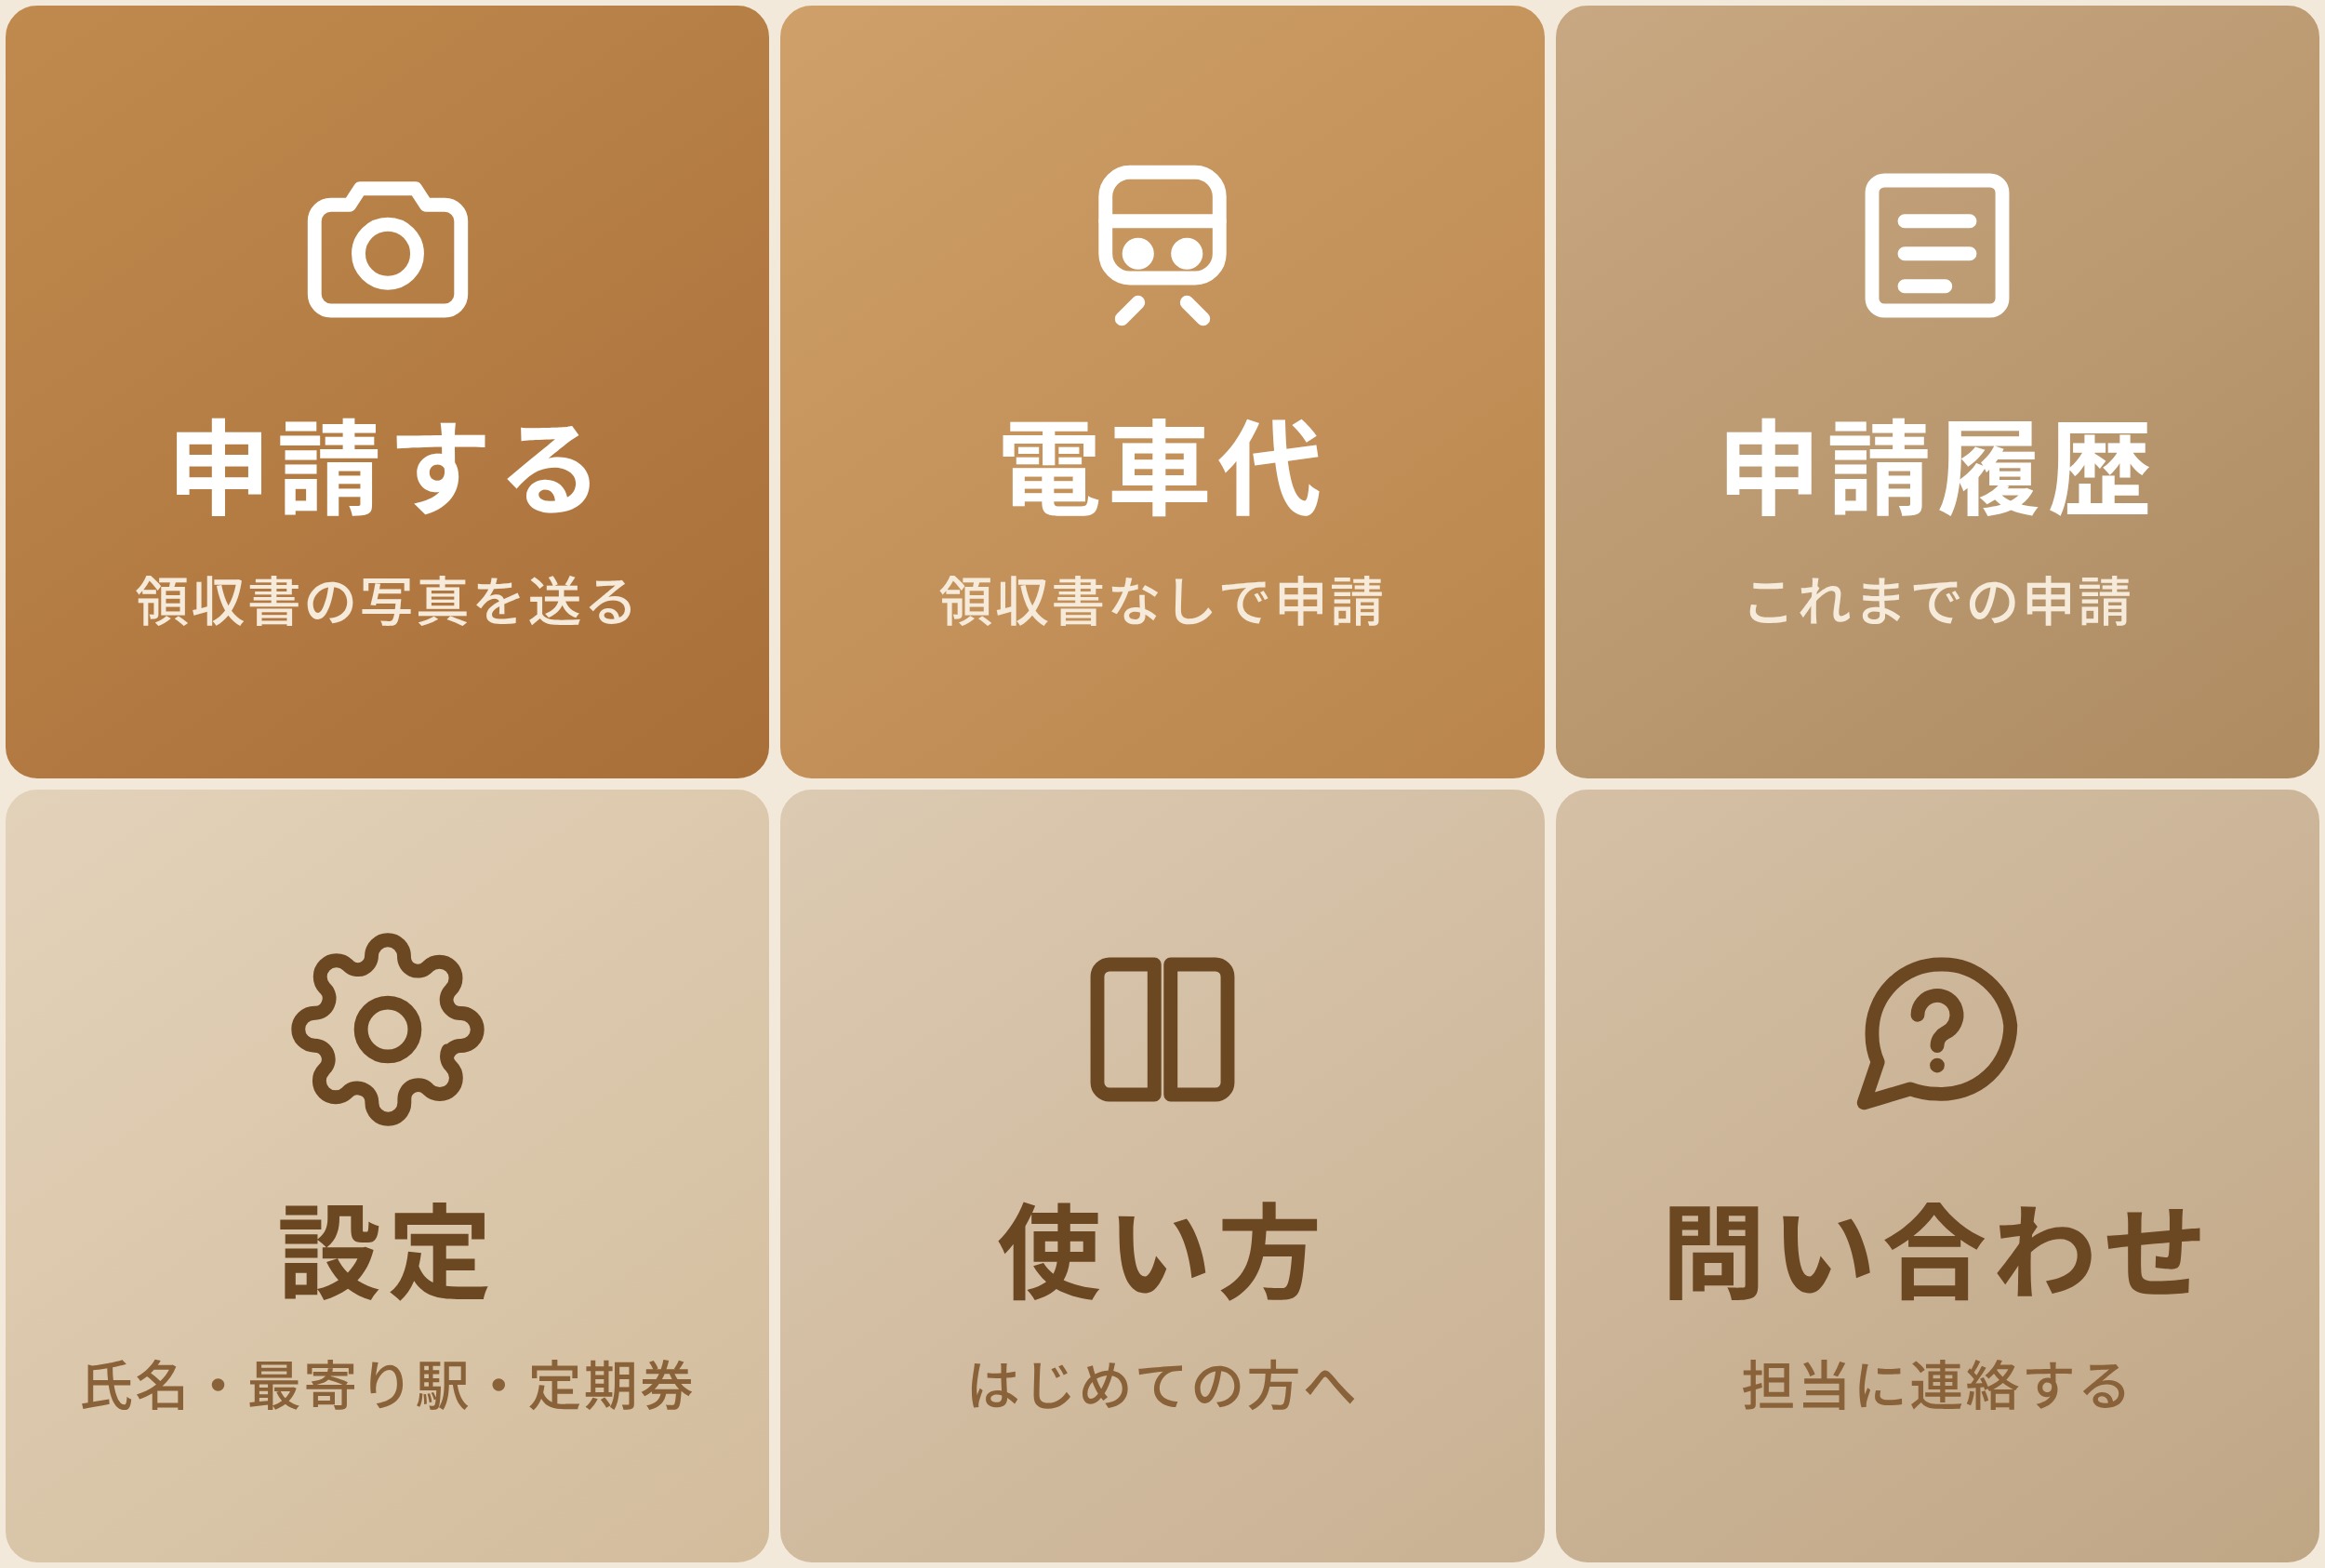 申請する
領収書の写真を送る
電車代
領収書なしで申請
申請履歴
これまでの申請
設定
氏名・最寄り駅・定期券
使い方
はじめての方へ
問い合わせ
担当に連絡する